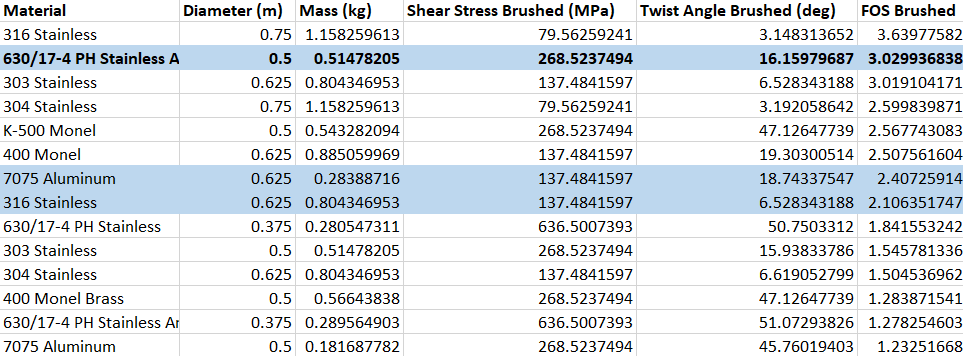 Material Diameter (m) Mass (kg) Shear Stress Brushed (MPa) Twist Angle Brushed (deg) FOS Brushed
316 Stainless 0.75 1.158259613 79.56259241 3.148313652 3.63977582
630/17-4 PH Stainless A 0.5 0.51478205 268.5237494 16.15979687 3.029936838
303 Stainless 0.625 0.804346953 137.4841597 6.528343188 3.019104171
304 Stainless 0.75 1.158259613 79.56259241 3.192058642 2.599839871
K-500 Monel 0.5 0.543282094 268.5237494 47.12647739 2.567743083
400 Monel 0.625 0.885059969 137.4841597 19.30300514 2.507561604
7075 Aluminum 0.625 0.28388716 137.4841597 18.74337547 2.40725914
316 Stainless 0.625 0.804346953 137.4841597 6.528343188 2.106351747
630/17-4 PH Stainless 0.375 0.280547311 636.5007393 50.7503312 1.841553242
303 Stainless 0.5 0.51478205 268.5237494 15.93833786 1.545781336
304 Stainless 0.625 0.804346953 137.4841597 6.619052799 1.504536962
400 Monel Brass 0.5 0.56643838 268.5237494 47.12647739 1.283871541
630/17-4 PH Stainless Ar 0.375 0.289564903 636.5007393 51.07293826 1.278254603
7075 Aluminum 0.5 0.181687782 268.5237494 45.76019403 1.23251668